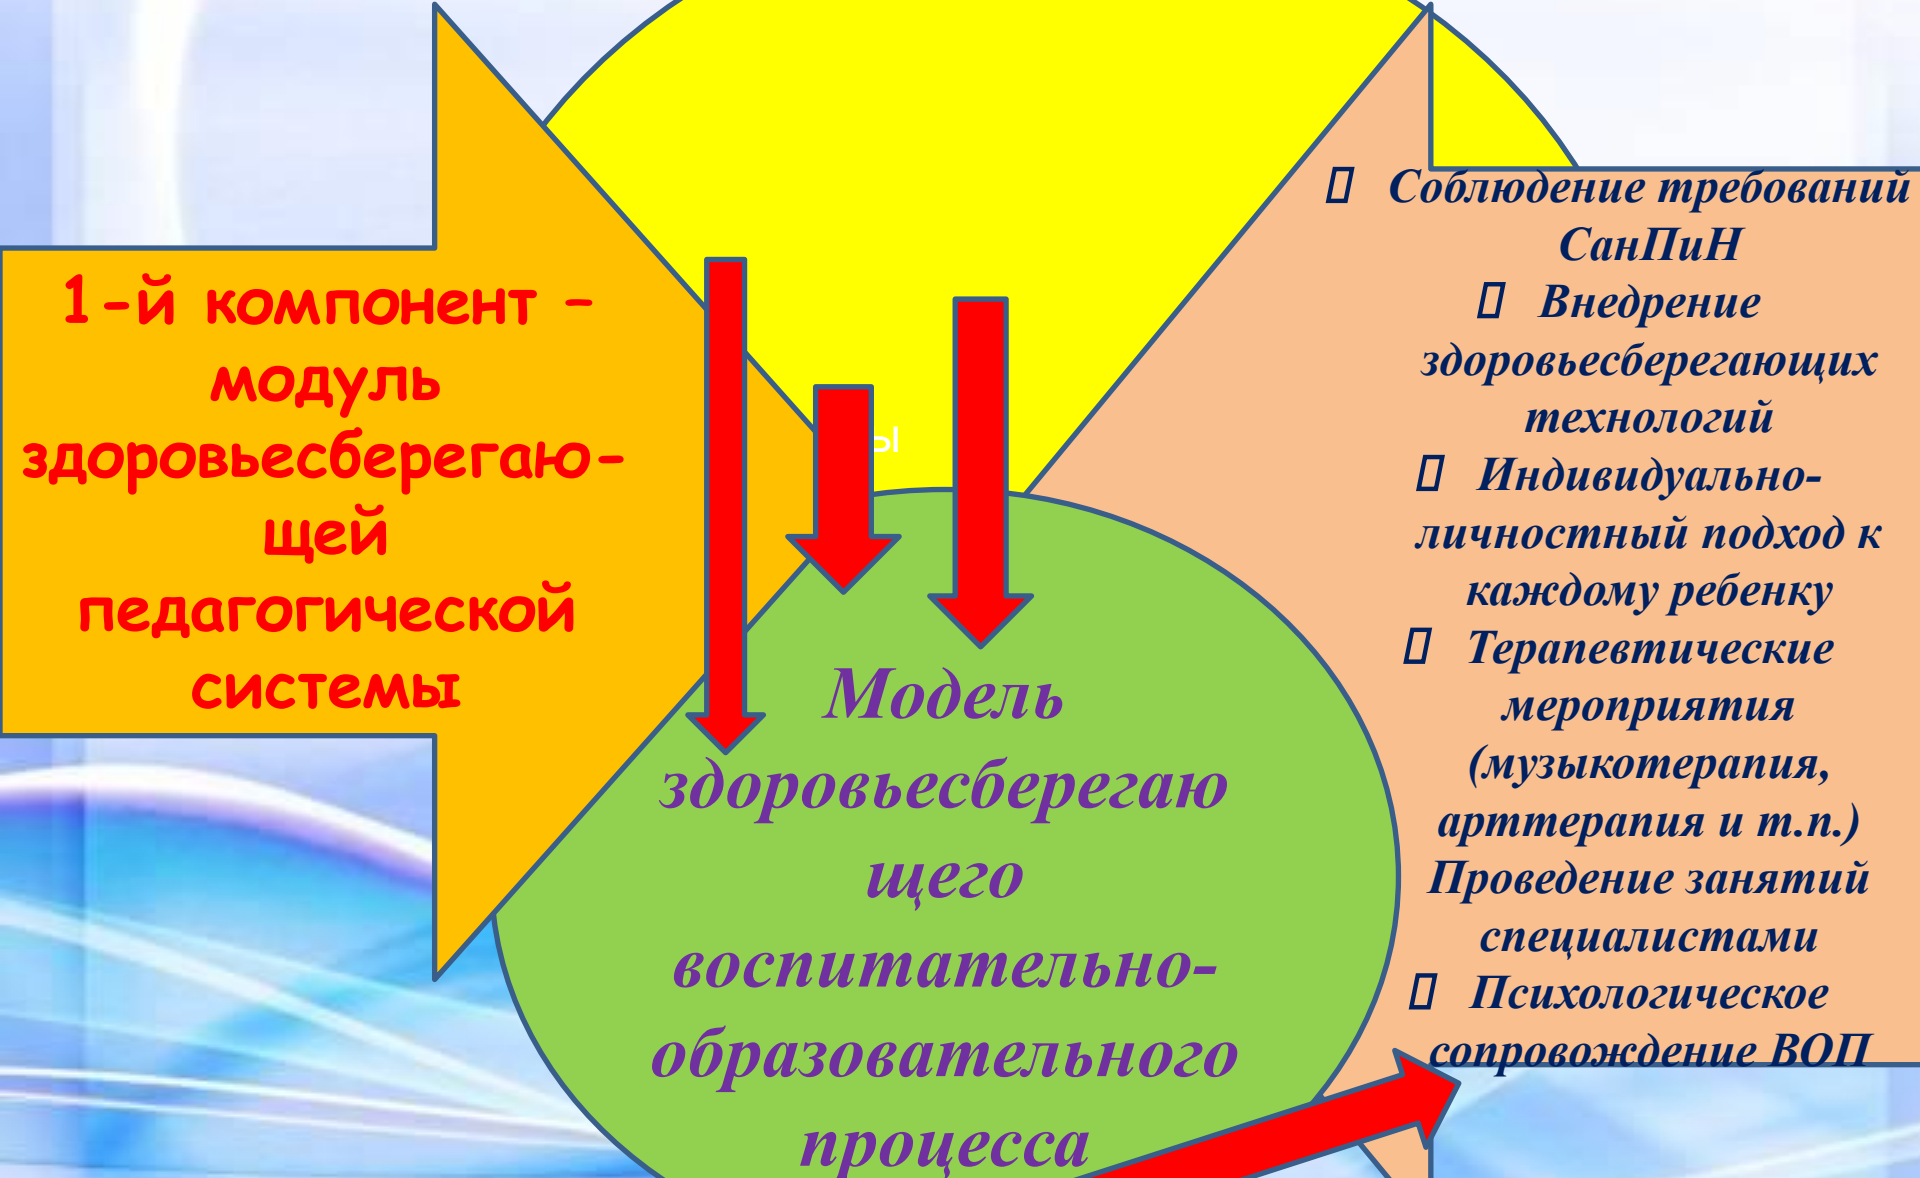 1-й компонент –
модуль
здоровьесберегаю-
щей
педагогической
системы
Модель
здоровьесберегаю
щего
воспитательно-
образовательного
процесса
Соблюдение требований
СанПиН
Внедрение
здоровьесберегающих
технологий
Индивидуально-
личностный подход к
каждому ребенку
Терапевтические
мероприятия
(музыкотерапия,
арттерапия и т.п.)
Проведение занятий
специалистами
Психологическое
сопровождение ВОП